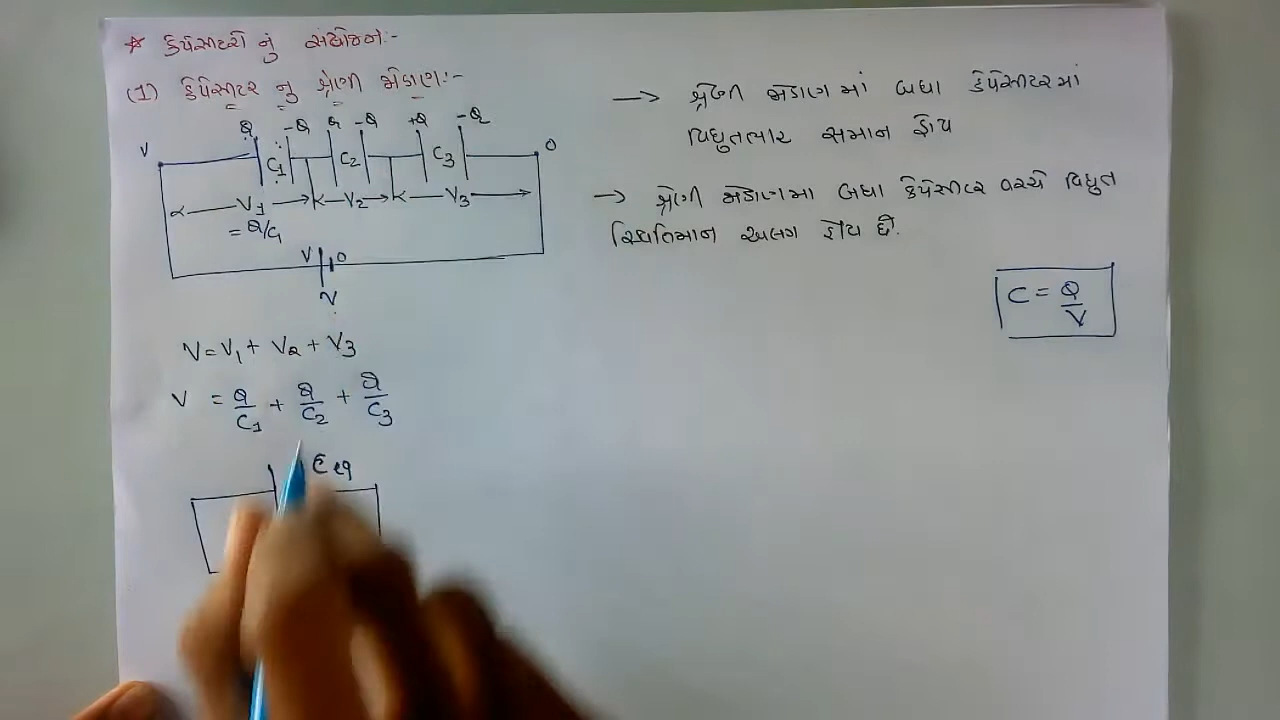 * કેપેસીટરો નું સંયોજન:-
(1) કેપેસીટર નુ શ્રેણી જોડાણ:-
Q -Q Q -Q +Q -Q
V C1 C2 C3 0
V1 V2 V3
= Q/C1
V 0
V
V = V1 + V2 + V3
V = Q/C1 + Q/C2 + Q/C3
Ceq
→ શ્રેણી જોડાણ માં બધા કેપેસીટરમાં
વિદ્યુતભાર સમાન હોય
→ શ્રેણી જોડાણમા બધા કેપેસીટર વચ્ચે વિદ્યુત
સ્થિતિમાન અલગ હોય છે.
C = Q/V